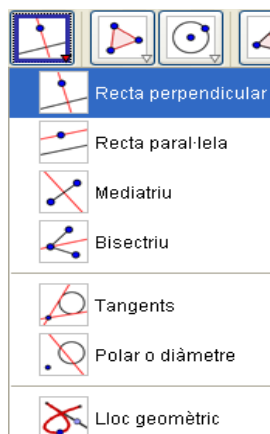 Recta perpendicular
Recta paral·lela
Mediatriu
Bisectriu
Tangents
Polar o diàmetre
Lloc geomètric